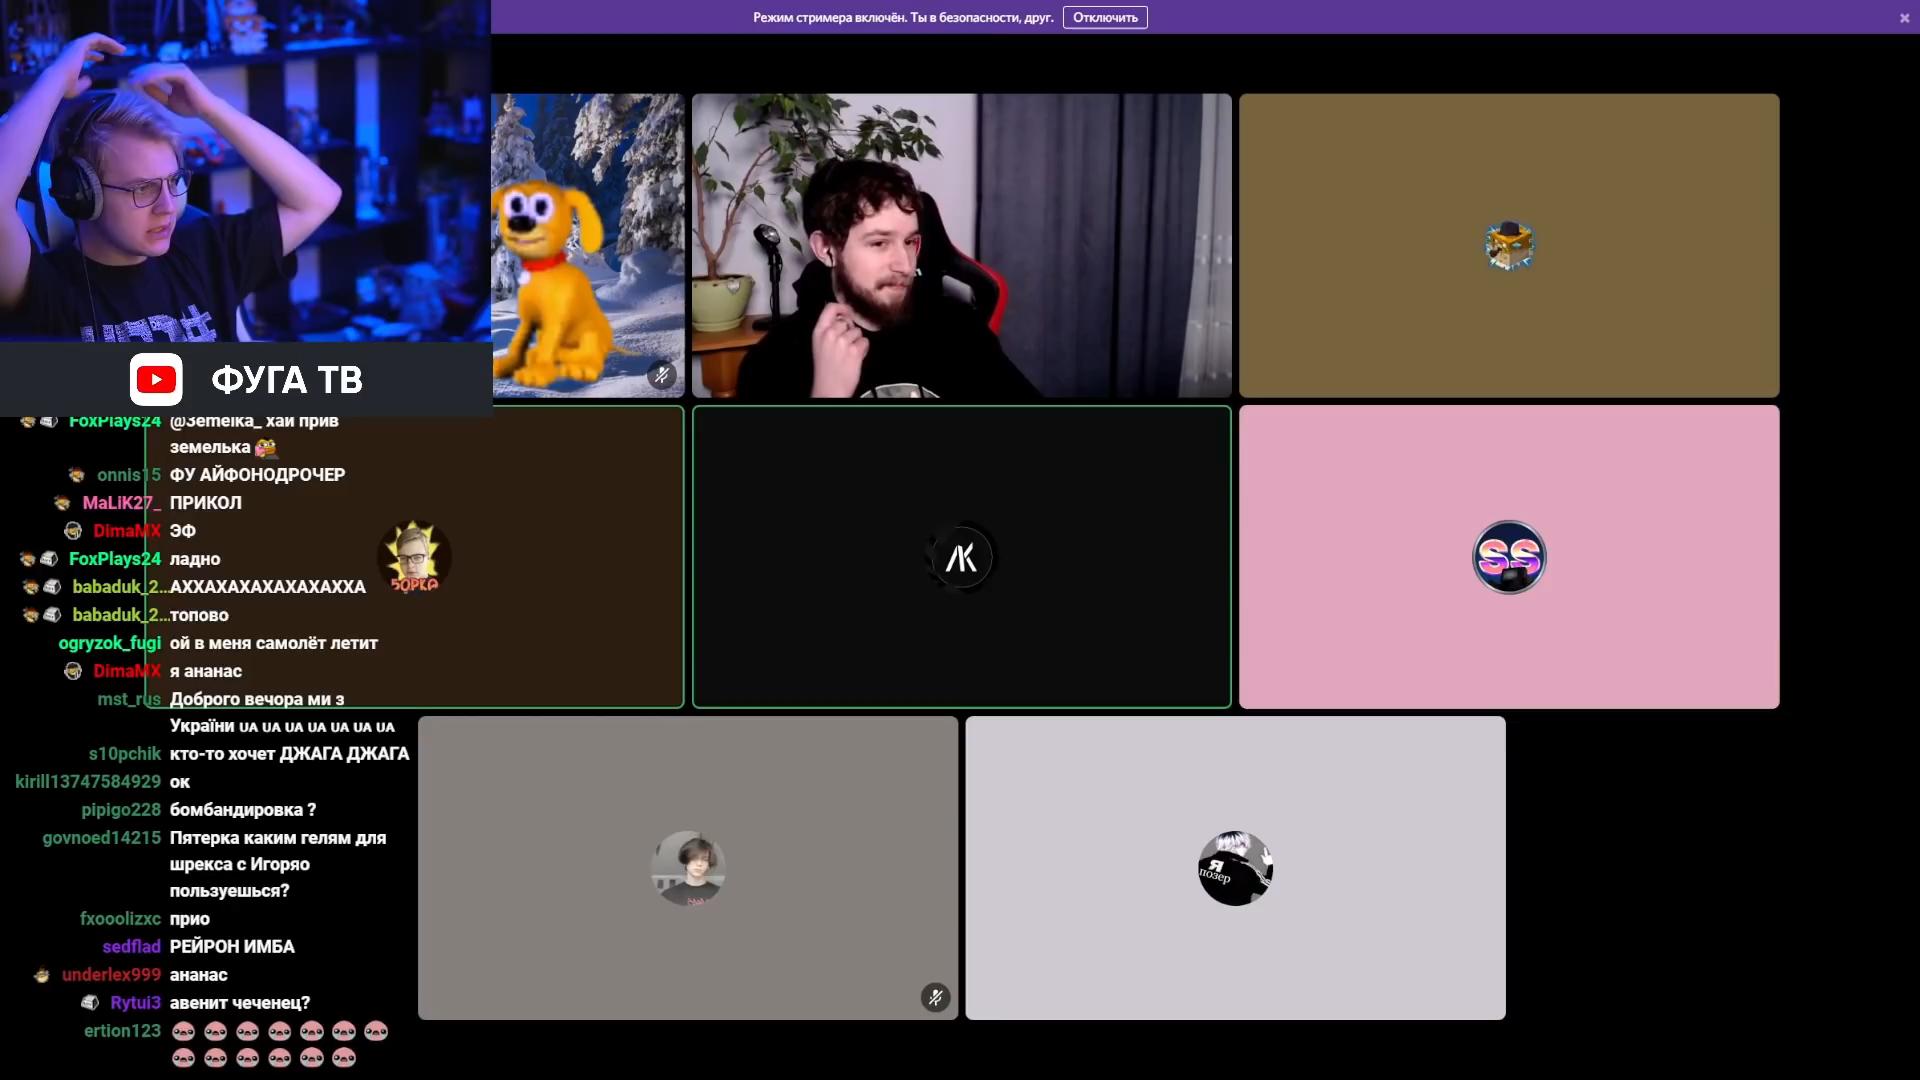 Режим стримера включён. Ты в безопасности, друг. Отключить
ФУГА ТВ
FoxPlays24 @3emelka_ хай прив
земелька
onnis15 ФУ АЙФОНОДРОЧЕР
MaLiK27_ ПРИКОЛ
DimaMX ЭФ
FoxPlays24 ладно
babaduk_2... АХХАХАХАХАХАХАХХА
babaduk_2... топово
ogryzok_fugi ой в меня самолёт летит
DimaMX я ананас
mst_rus Доброго вечора ми з
України UA UA UA UA UA UA UA
s10pchik кто-то хочет ДЖАГА ДЖАГА
kirill13747584929 ок
pipigo228 бомбандировка ?
govnoed14215 Пятерка каким гелям для
шрекса с Игоряо
пользуешься?
fxooolizxc прио
sedflad РЕЙРОН ИМБА
underlex999 ананас
Rytui3 авенит чеченец?
ertion123
5OPKA
SS
Я
позер